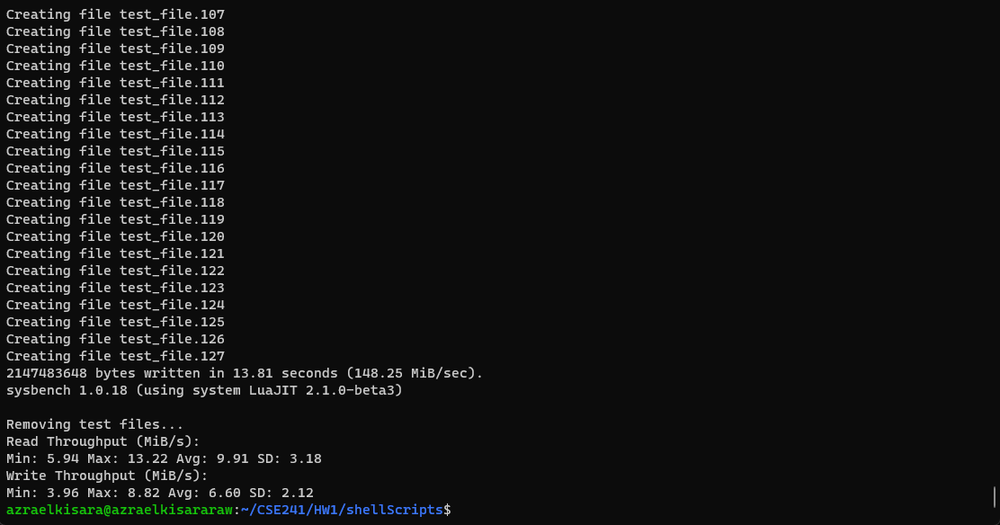 Creating file test_file.107
Creating file test_file.108
Creating file test_file.109
Creating file test_file.110
Creating file test_file.111
Creating file test_file.112
Creating file test_file.113
Creating file test_file.114
Creating file test_file.115
Creating file test_file.116
Creating file test_file.117
Creating file test_file.118
Creating file test_file.119
Creating file test_file.120
Creating file test_file.121
Creating file test_file.122
Creating file test_file.123
Creating file test_file.124
Creating file test_file.125
Creating file test_file.126
Creating file test_file.127
2147483648 bytes written in 13.81 seconds (148.25 MiB/sec).
sysbench 1.0.18 (using system LuaJIT 2.1.0-beta3)
Removing test files...
Read Throughput (MiB/s):
Min: 5.94 Max: 13.22 Avg: 9.91 SD: 3.18
Write Throughput (MiB/s):
Min: 3.96 Max: 8.82 Avg: 6.60 SD: 2.12
azraelkisara@azraelkisararaw:~/CSE241/HW1/shellScripts$